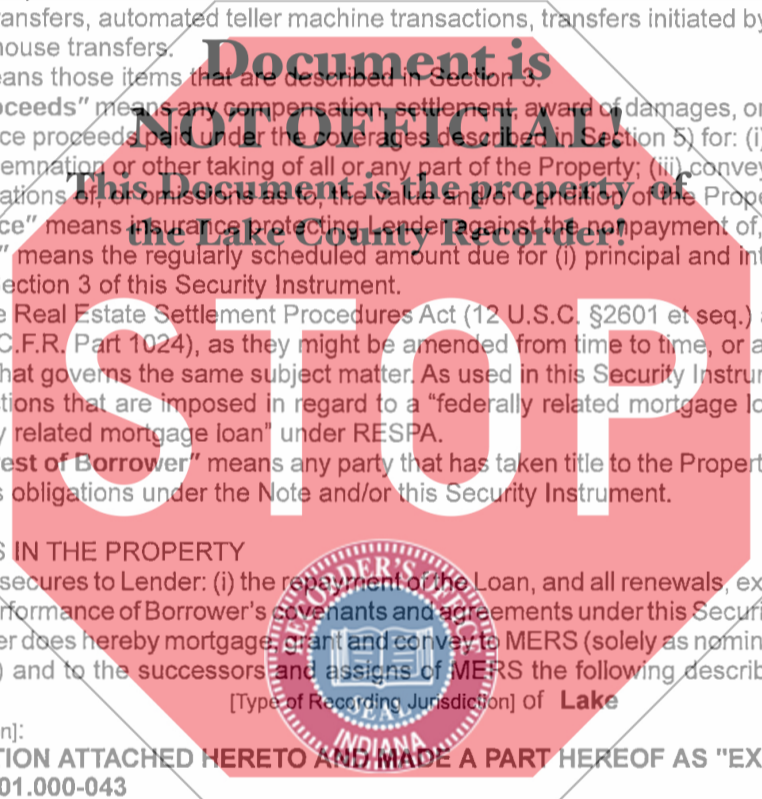 ansfers, automated teller machine transactions, transfers initiated by
house transfers.
Document is
eans those items that are described in Section 3.
oceeds" means any compensation, settlement, award of damages, or
NOT OFFICIAL!
ce proceeds paid under the coverages described in Section 5) for: (i)
emnation or other taking of all or any part of the Property; (iii) convey
This Document is the property of
ations of, or omissions as to, the value and/or condition of the Prope
the Lake County Recorder!
ce" means insurance protecting Lender against the nonpayment of,
" means the regularly scheduled amount due for (i) principal and int
ection 3 of this Security Instrument.
STOP
e Real Estate Settlement Procedures Act (12 U.S.C. §2601 et seq.) a
C.F.R. Part 1024), as they might be amended from time to time, or a
hat governs the same subject matter. As used in this Security Instrum
tions that are imposed in regard to a "federally related mortgage lo
y related mortgage loan" under RESPA.
est of Borrower" means any party that has taken title to the Propert
s obligations under the Note and/or this Security Instrument.
S IN THE PROPERTY
secures to Lender: (i) the repayment of the Loan, and all renewals, ex
rformance of Borrower's covenants and agreements under this Securi
er does hereby mortgage, grant and convey to MERS (solely as nomin
) and to the successors and assigns of MERS the following describ
RECORDER'S OFFICE
SEAL
INDIANA
[Type of Recording Jurisdiction] of Lake
n]:
TION ATTACHED HERETO AND MADE A PART HEREOF AS "EX
01.000-043